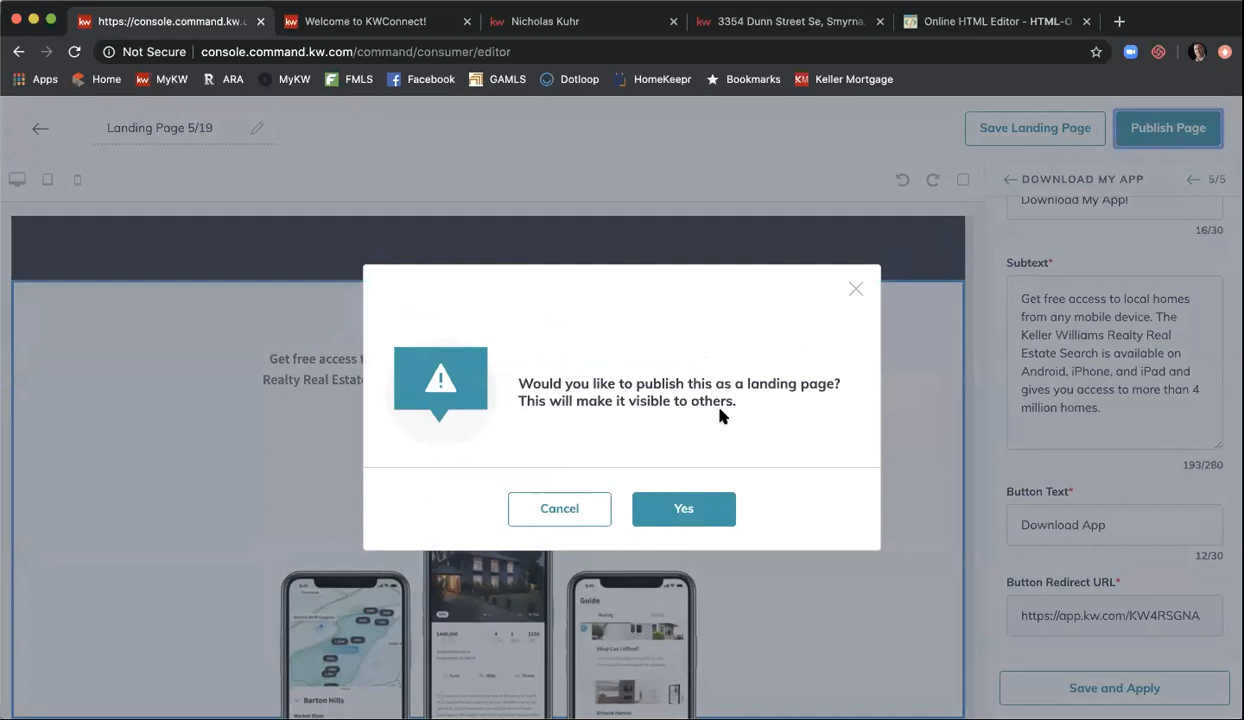 https://console.command.kw.c
Welcome to KWConnect!
Nicholas Kuhr
3354 Dunn Street Se, Smyrna,
Online HTML Editor - HTML-O
Not Secure
console.command.kw.com/command/consumer/editor
Apps
Home
MyKW
ARA
MyKW
FMLS
Facebook
GAMLS
Dotloop
HomeKeepr
Bookmarks
Keller Mortgage
Landing Page 5/19
Save Landing Page
Publish Page
DOWNLOAD MY APP
5/5
Download My App!
16/30
Subtext*
Get free access to local homes
from any mobile device. The
Keller Williams Realty Real
Estate Search is available on
Android, iPhone, and iPad and
gives you access to more than 4
million homes.
193/280
Button Text*
Download App
12/30
Button Redirect URL*
https://app.kw.com/KW4RSGNA
Save and Apply
Get free access t
Realty Real Estate
Would you like to publish this as a landing page?
This will make it visible to others.
Cancel
Yes
Guide
What Can I Afford?
Barton Hills